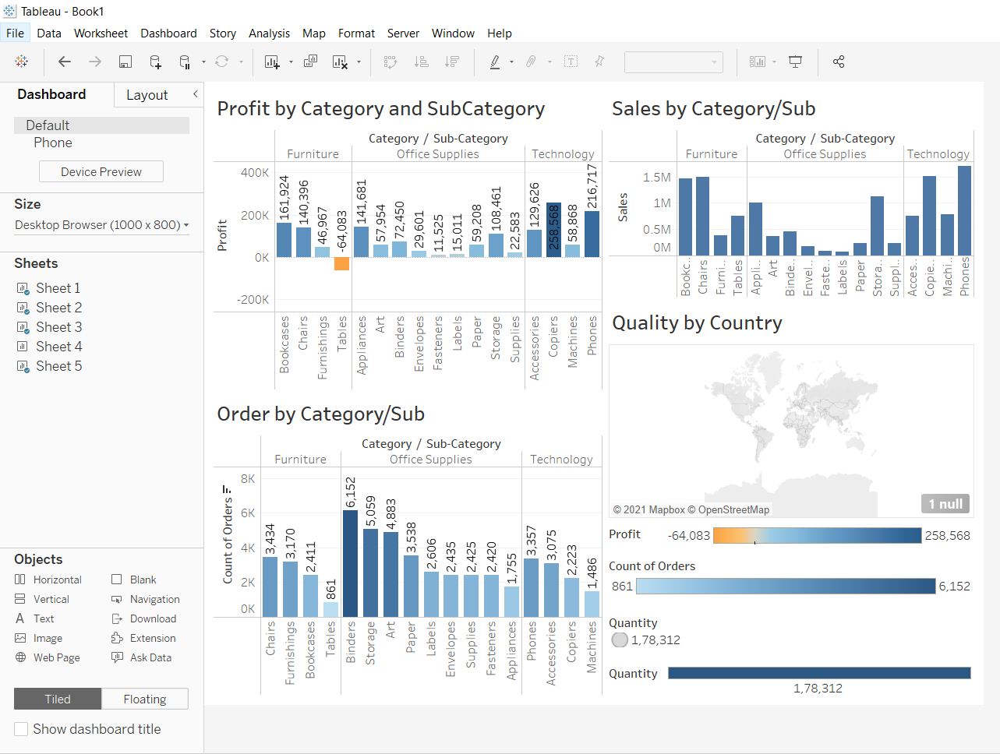 Tableau - Book1
File Data Worksheet Dashboard Story Analysis Map Format Server Window Help
Dashboard Layout
Default
Phone
Device Preview
Size
Desktop Browser (1000 x 800)
Sheets
Sheet 1
Sheet 2
Sheet 3
Sheet 4
Sheet 5
Objects
Horizontal Blank
Vertical Navigation
Text Download
Image Extension
Web Page Ask Data
Tiled Floating
Show dashboard title
Profit by Category and SubCategory
Category / Sub-Category
Furniture Office Supplies Technology
Profit
400K
200K
0K
-200K
161,924 140,396 46,967 -64,083 141,681 57,954 72,450 29,601 11,525 15,011 59,208 108,461 22,583 129,626 258,568 58,868 216,717
Bookcases Chairs Furnishings Tables Appliances Art Binders Envelopes Fasteners Labels Paper Storage Supplies Accessories Copiers Machines Phones
Order by Category/Sub
Category / Sub-Category
Furniture Office Supplies Technology
Count of Orders
8K
6K
4K
2K
0K
3,434 3,170 2,411 861 6,152 5,059 4,883 3,538 2,606 2,435 2,425 2,420 1,755 3,357 3,075 2,223 1,486
Chairs Furnishings Bookcases Tables Binders Storage Art Paper Labels Envelopes Supplies Fasteners Appliances Phones Accessories Copiers Machines
Sales by Category/Sub
Category / Sub-Category
Furniture Office Supplies Technology
Sales
1.5M
1M
0.5M
0M
Bookc.. Chairs Furni.. Tables Appli.. Art Binde.. Envel.. Faste.. Labels Paper Stora.. Suppl.. Acces.. Copie.. Machi.. Phones
Quality by Country
© 2021 Mapbox © OpenStreetMap
1 null
Profit -64,083 258,568
Count of Orders
861 6,152
Quantity
1,78,312
Quantity
1,78,312